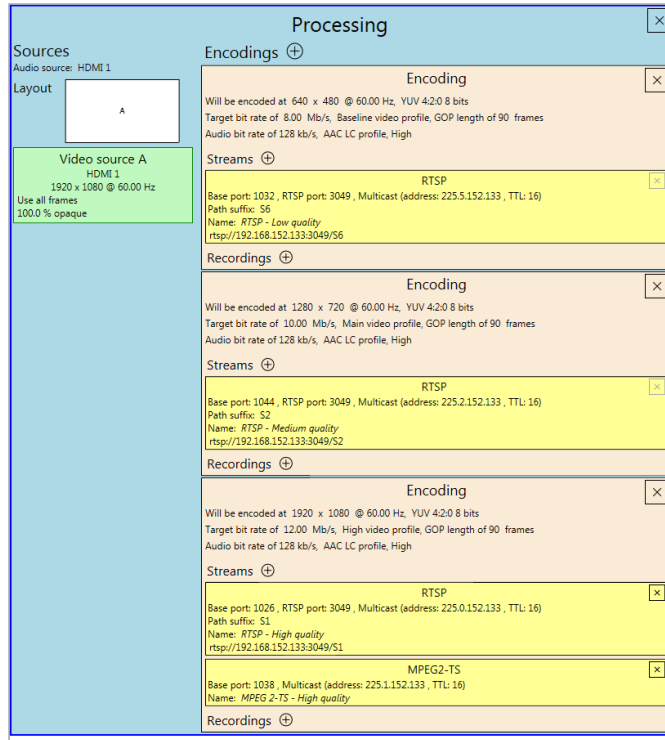 Processing
Sources
Audio source: HDMI 1
Layout
A
Video source A
HDMI 1
1920 x 1080 @ 60.00 Hz
Use all frames
100.0 % opaque
Encodings
Encoding
Will be encoded at 640 x 480 @ 60.00 Hz, YUV 4:2:0 8 bits
Target bit rate of 8.00 Mb/s, Baseline video profile, GOP length of 90 frames
Audio bit rate of 128 kb/s, AAC LC profile, High
Streams
RTSP
Base port: 1032 , RTSP port: 3049 , Multicast (address: 225.5.152.133 , TTL: 16)
Path suffix: S6
Name: RTSP - Low quality
rtsp://192.168.152.133:3049/S6
Recordings
Encoding
Will be encoded at 1280 x 720 @ 60.00 Hz, YUV 4:2:0 8 bits
Target bit rate of 10.00 Mb/s, Main video profile, GOP length of 90 frames
Audio bit rate of 128 kb/s, AAC LC profile, High
Streams
RTSP
Base port: 1044 , RTSP port: 3049 , Multicast (address: 225.2.152.133 , TTL: 16)
Path suffix: S2
Name: RTSP - Medium quality
rtsp://192.168.152.133:3049/S2
Recordings
Encoding
Will be encoded at 1920 x 1080 @ 60.00 Hz, YUV 4:2:0 8 bits
Target bit rate of 12.00 Mb/s, High video profile, GOP length of 90 frames
Audio bit rate of 128 kb/s, AAC LC profile, High
Streams
RTSP
Base port: 1026 , RTSP port: 3049 , Multicast (address: 225.0.152.133 , TTL: 16)
Path suffix: S1
Name: RTSP - High quality
rtsp://192.168.152.133:3049/S1
MPEG2-TS
Base port: 1038 , Multicast (address: 225.1.152.133 , TTL: 16)
Name: MPEG 2-TS - High quality
Recordings